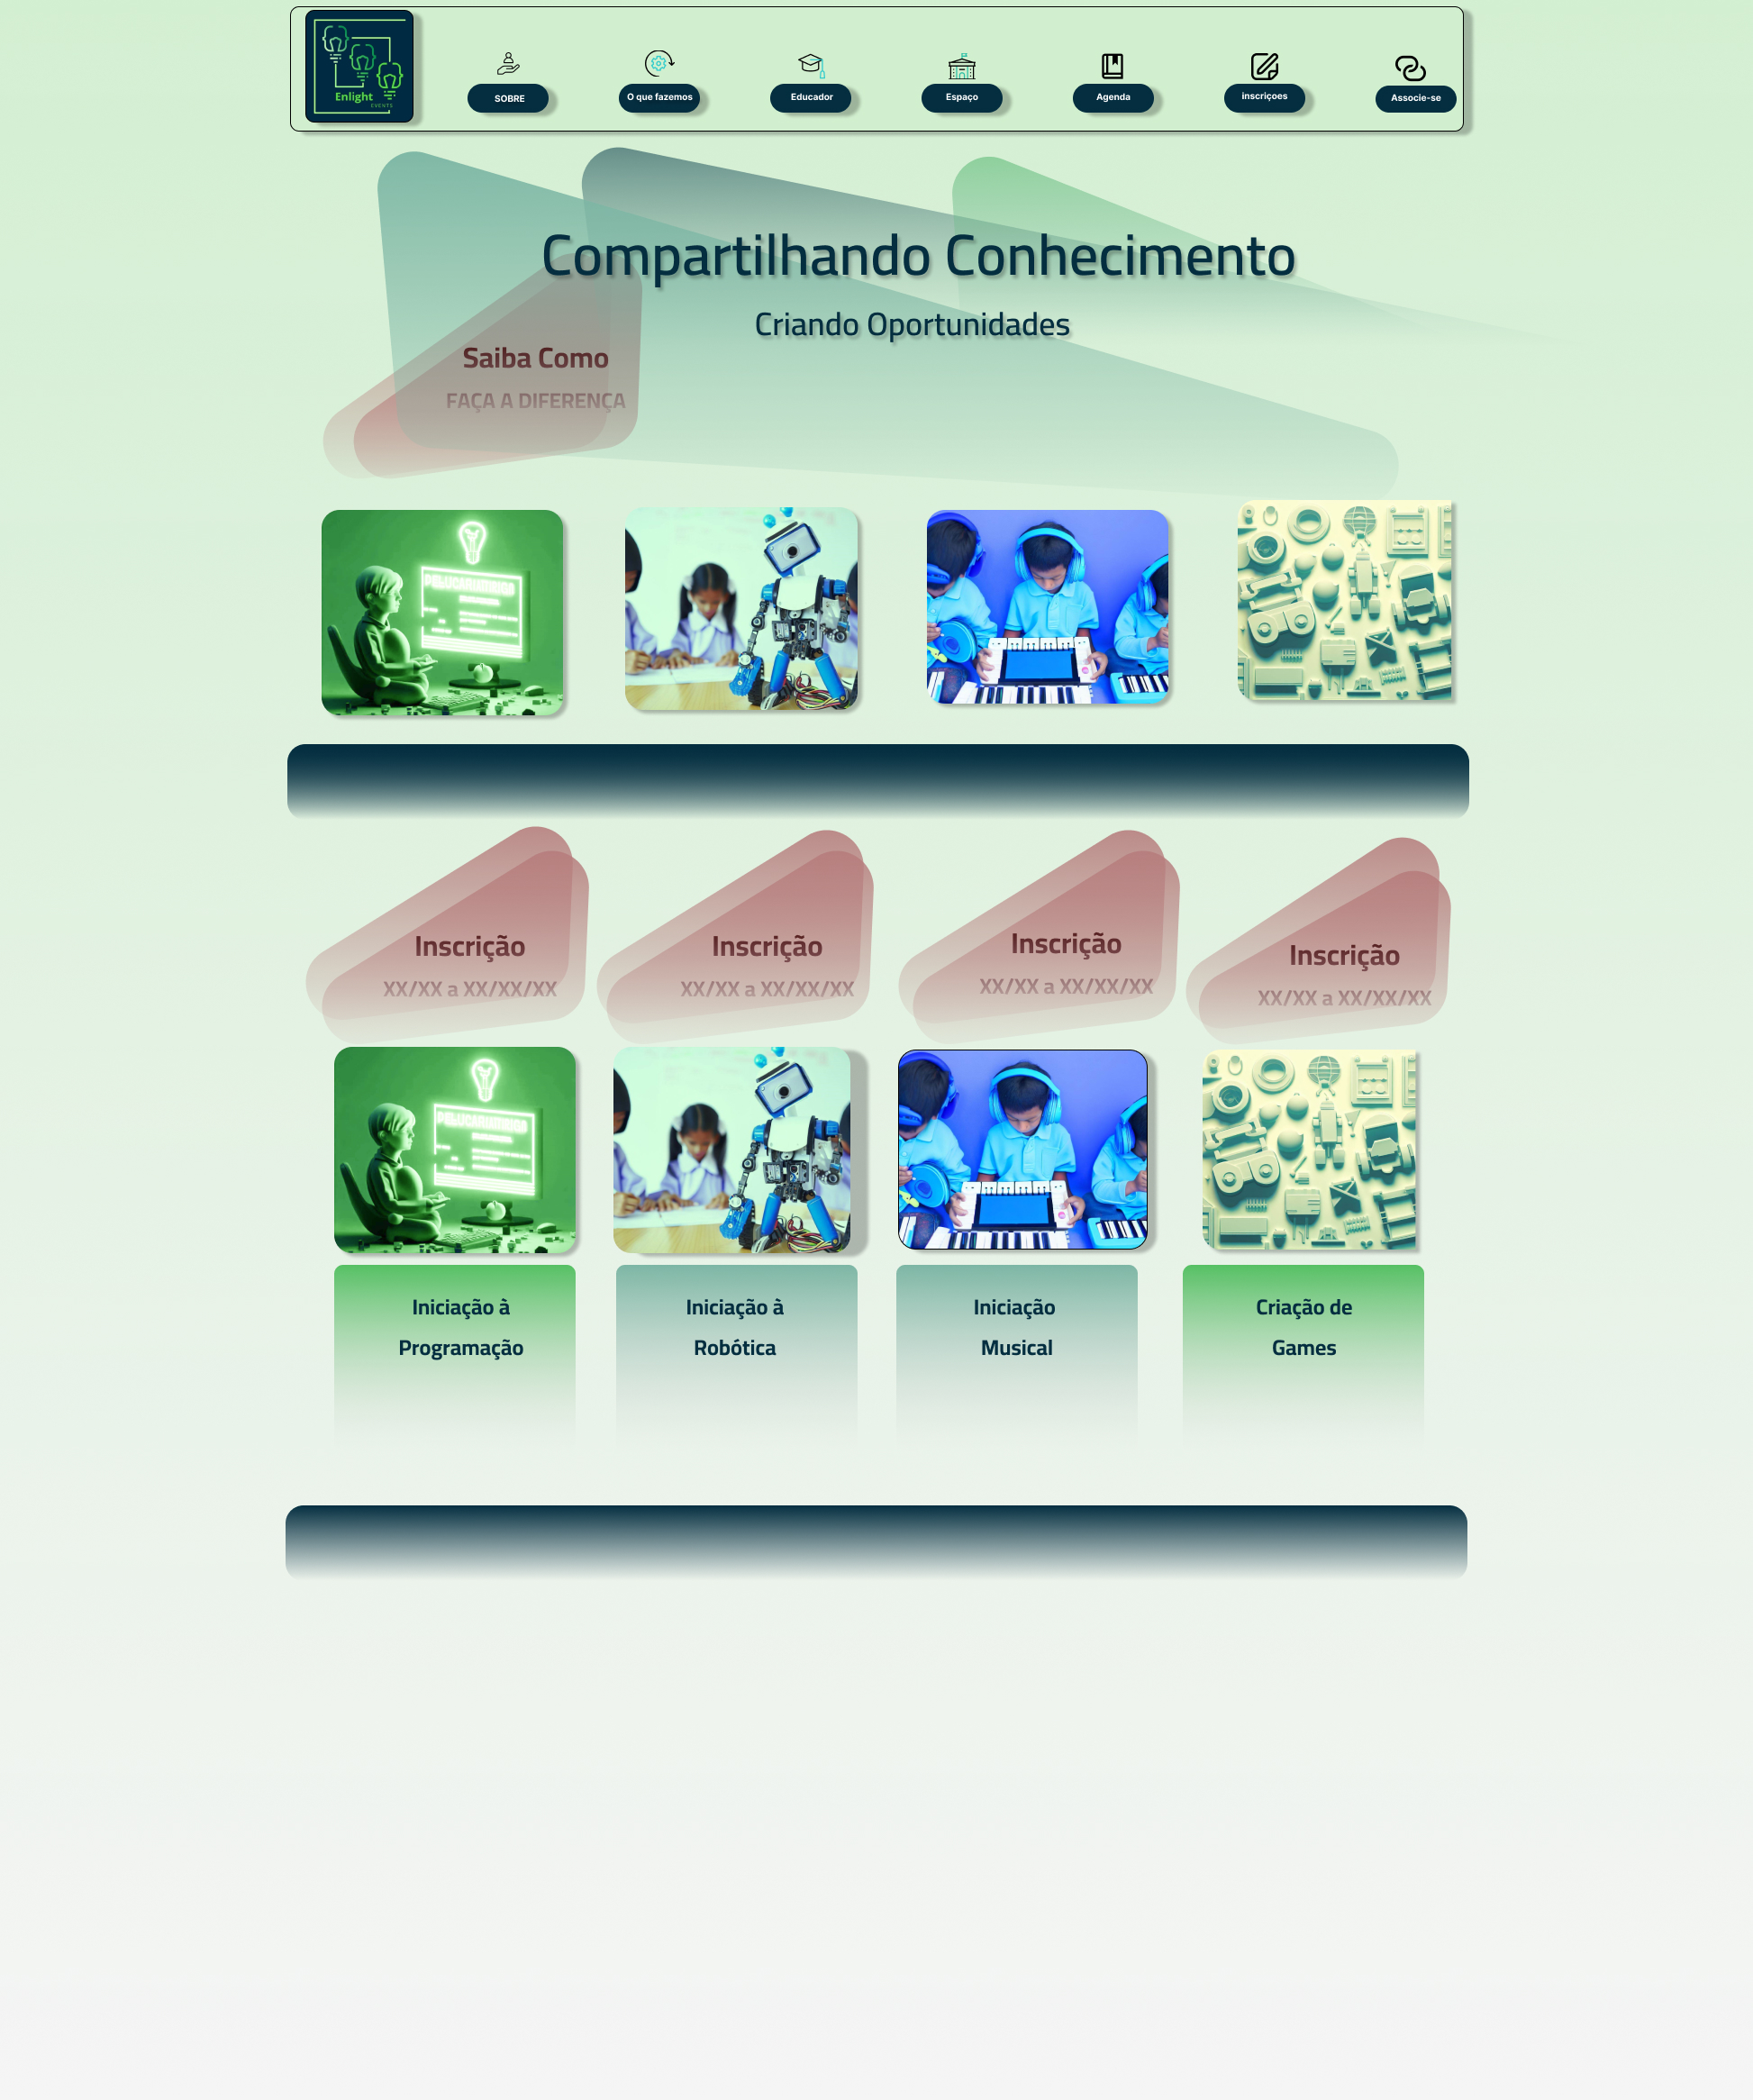 Enlight
EVENTS
SOBRE
O que fazemos
Educador
Espaço
Agenda
inscriçoes
Associe-se
Compartilhando Conhecimento
Criando Oportunidades
Saiba Como
FAÇA A DIFERENÇA
Inscrição
XX/XX a XX/XX/XX
Inscrição
XX/XX a XX/XX/XX
Inscrição
XX/XX a XX/XX/XX
Inscrição
XX/XX a XX/XX/XX
Iniciação à
Programação
Iniciação à
Robótica
Iniciação
Musical
Criação de
Games